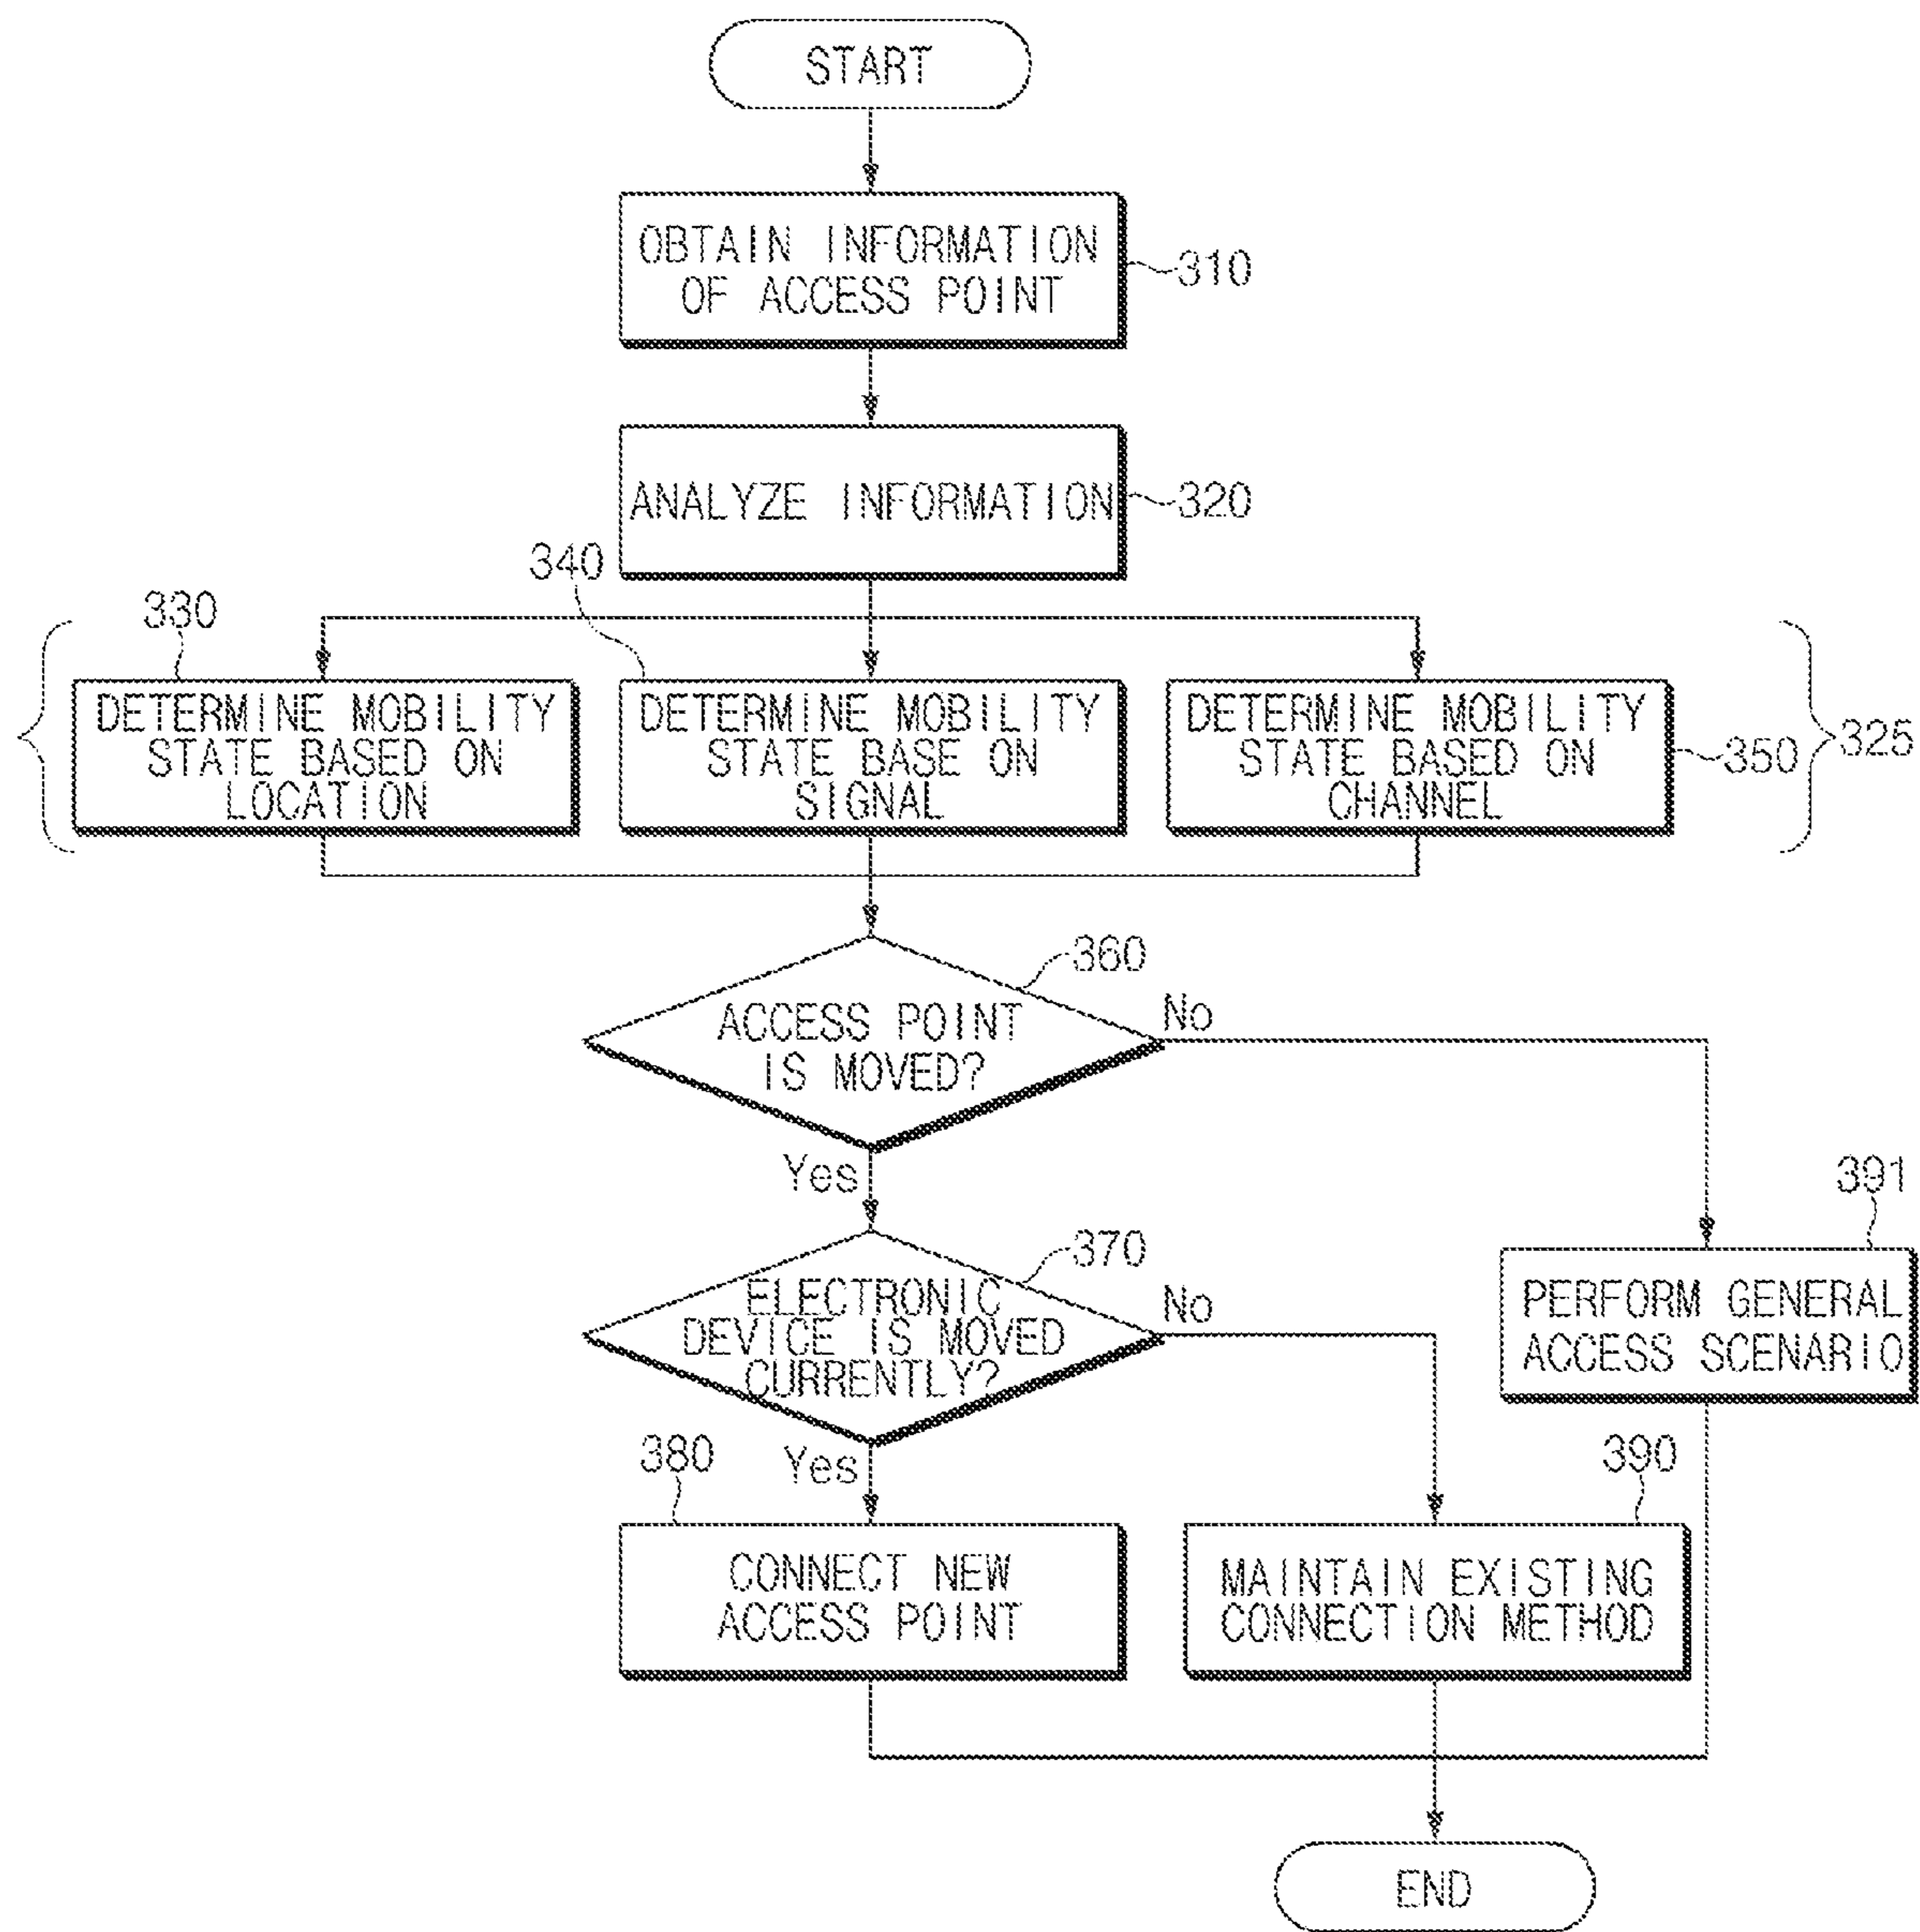 START
OBTAIN INFORMATION
OF ACCESS POINT
310
ANALYZE INFORMATION
320
340
330
DETERMINE MOBILITY
STATE BASED ON
LOCATION
DETERMINE MOBILITY
STATE BASE ON
SIGNAL
DETERMINE MOBILITY
STATE BASED ON
CHANNEL
350
325
360
ACCESS POINT
IS MOVED?
No
Yes
391
370
ELECTRONIC
DEVICE IS MOVED
CURRENTLY?
No
PERFORM GENERAL
ACCESS SCENARIO
380
Yes
390
CONNECT NEW
ACCESS POINT
MAINTAIN EXISTING
CONNECTION METHOD
END